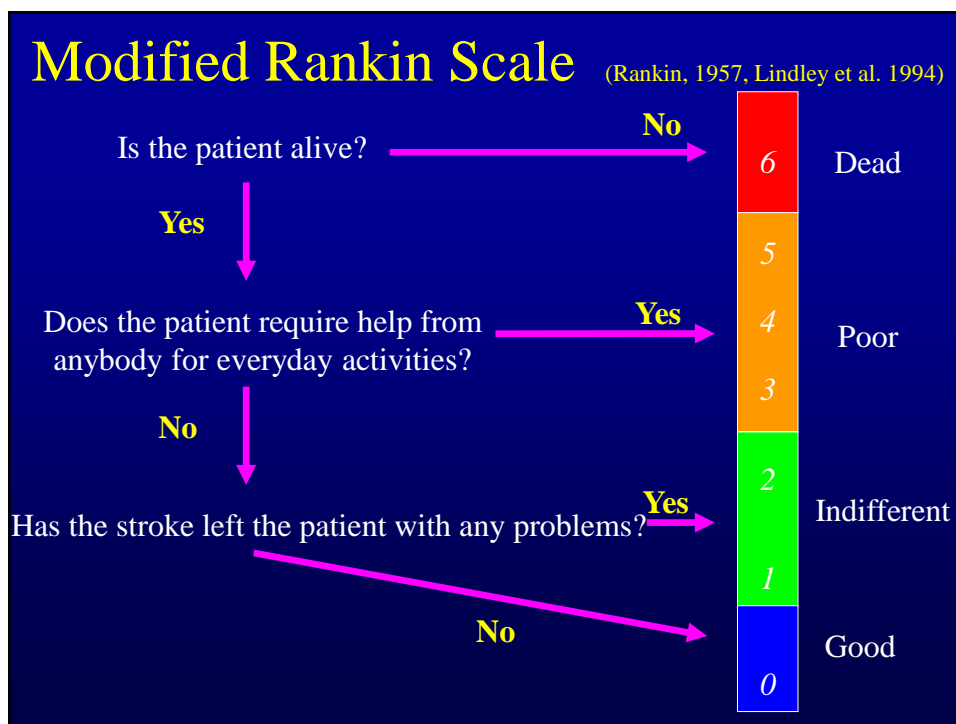 Modified Rankin Scale (Rankin, 1957, Lindley et al. 1994)
No
Is the patient alive?
6
Dead
Yes
5
Does the patient require help from
anybody for everyday activities?
Yes
4
Poor
3
No
2
Has the stroke left the patient with any problems?
Yes
Indifferent
1
No
Good
0